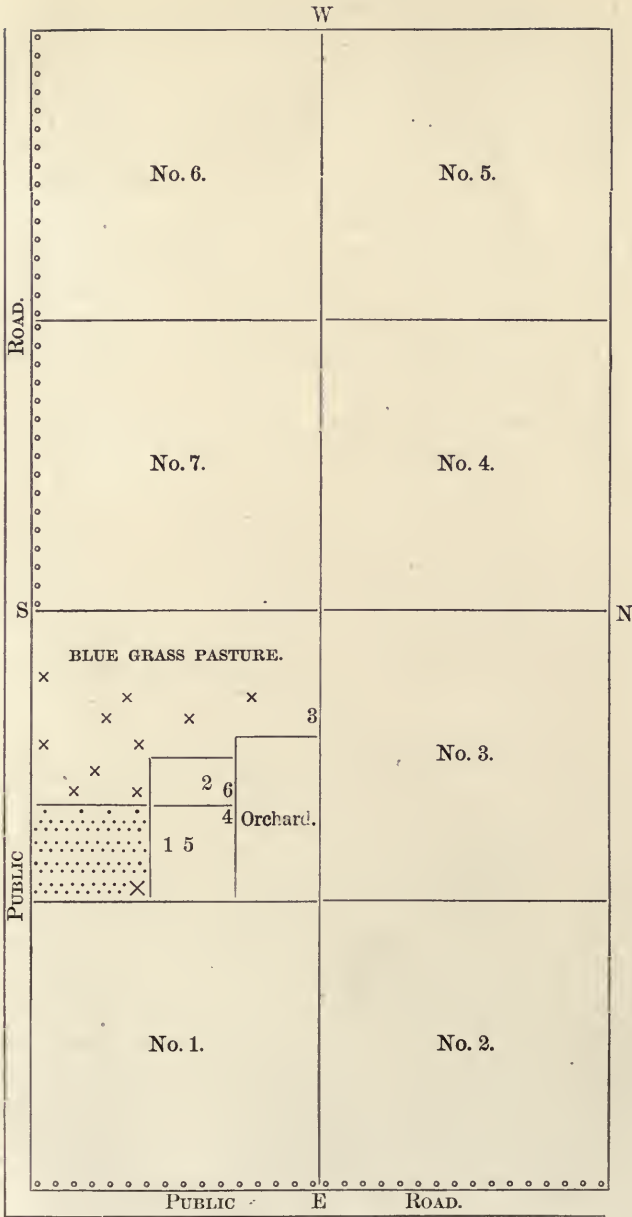 W
No. 6.
No. 5.
ROAD.
No. 7.
No. 4.
S
N
BLUE GRASS PASTURE.
3
No. 3.
2 6
4
Orchard.
1 5
PUBLIC
No. 1.
No. 2.
PUBLIC E ROAD.